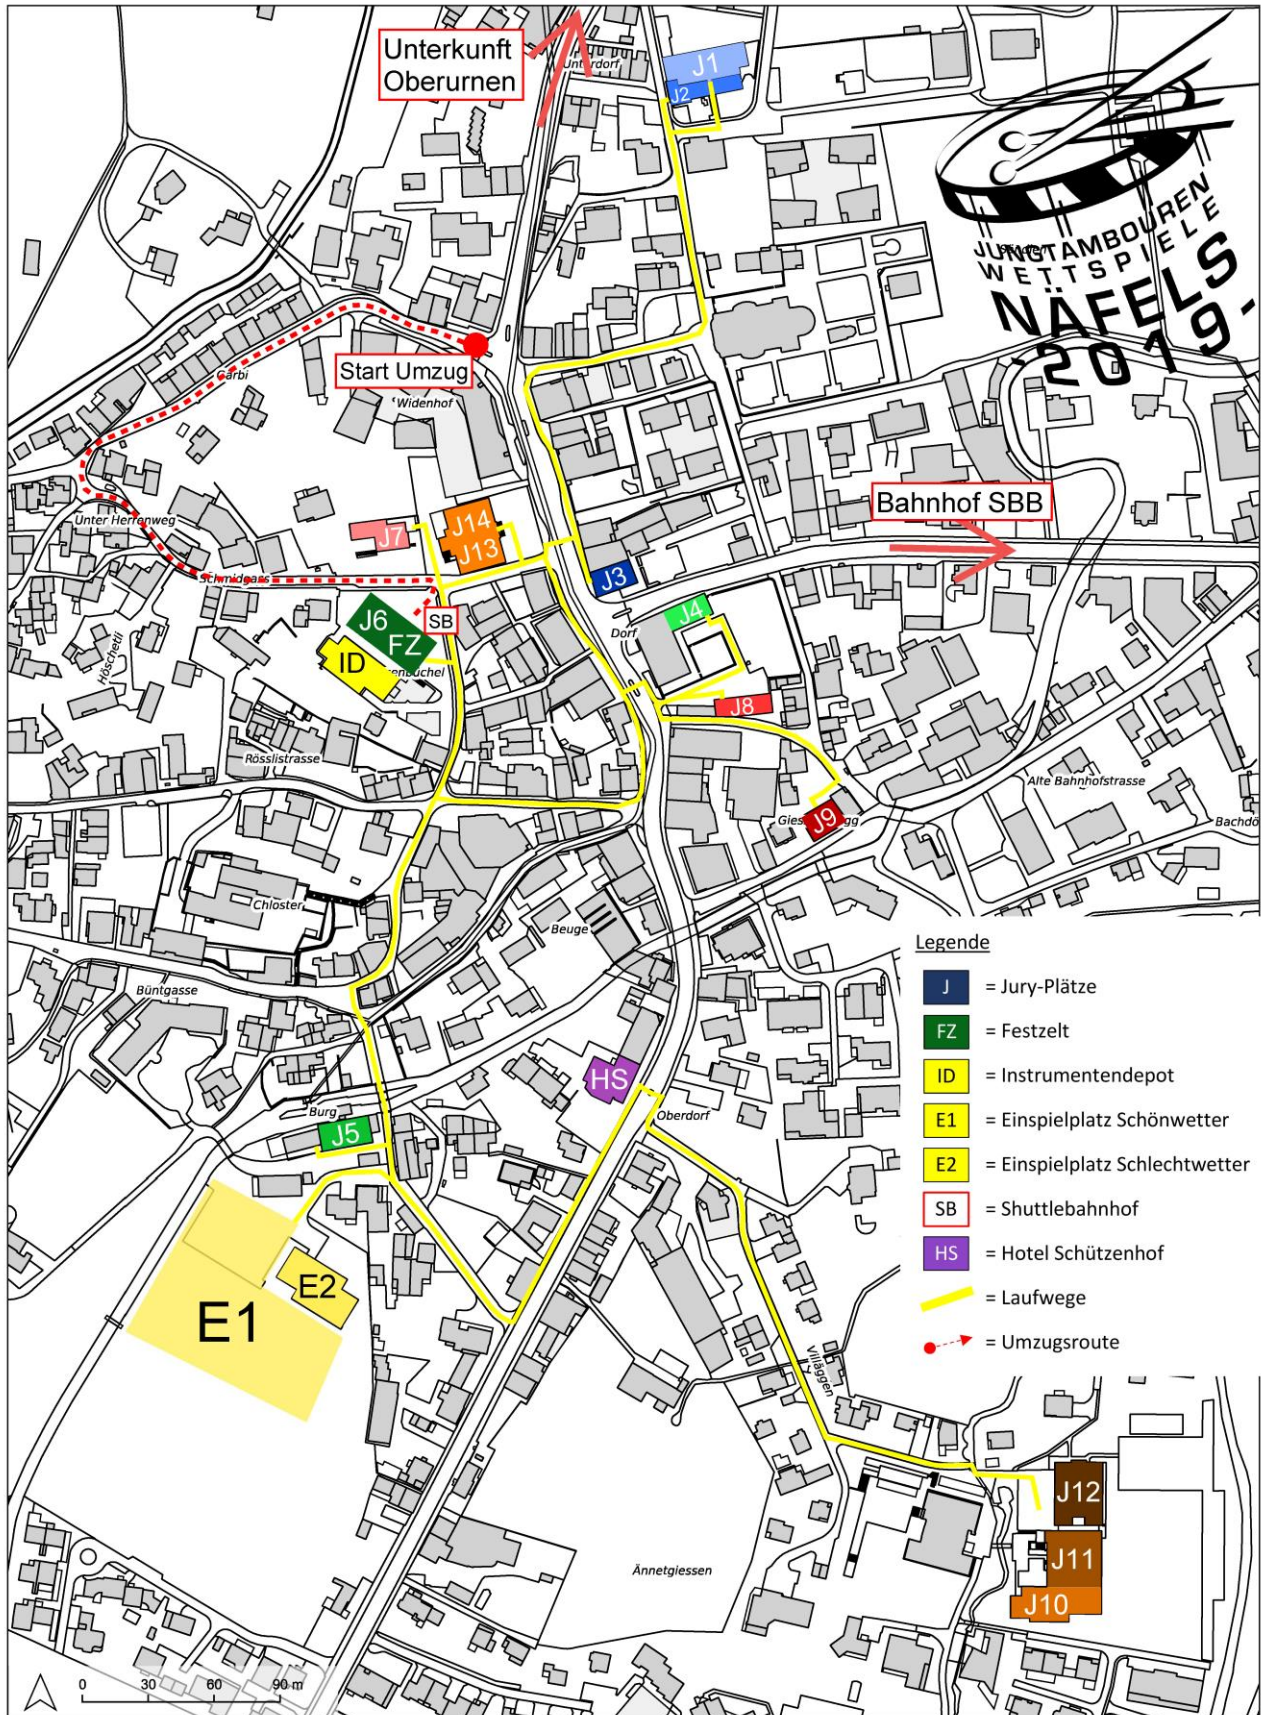 Unterkunft
Oberurnen
Unterdorf
J1
J2
JUNGTAMBOUREN
WETTSPIELE
NÄFELS
2019
Start Umzug
Garbi
Widenhof
Bahnhof SBB
Unter Herrenweg
J7
J14
J13
Schmidgass
J3
J4
SB
J6
FZ
ID
Dorf
Höschetli
J8
Rösslistrasse
Alte Bahnhofstrasse
J9
Chloster
Beuge
Büntgasse
HS
Burg
J5
Oberdorf
E2
E1
Villäggen
J12
J11
J10
Ännetgiessen
Legende
J = Jury-Plätze
FZ = Festzelt
ID = Instrumentendepot
E1 = Einspielplatz Schönwetter
E2 = Einspielplatz Schlechtwetter
SB = Shuttlebahnhof
HS = Hotel Schützenhof
= Laufwege
= Umzugsroute
0 30 60 90 m